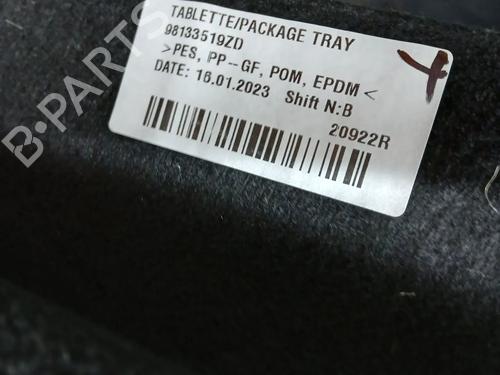 TABLETTE/PACKAGE TRAY
98133519ZD
>PES, PP--GF, POM, EPDM<
DATE: 16.01.2023 Shift N:B
20922R
B-PARTS